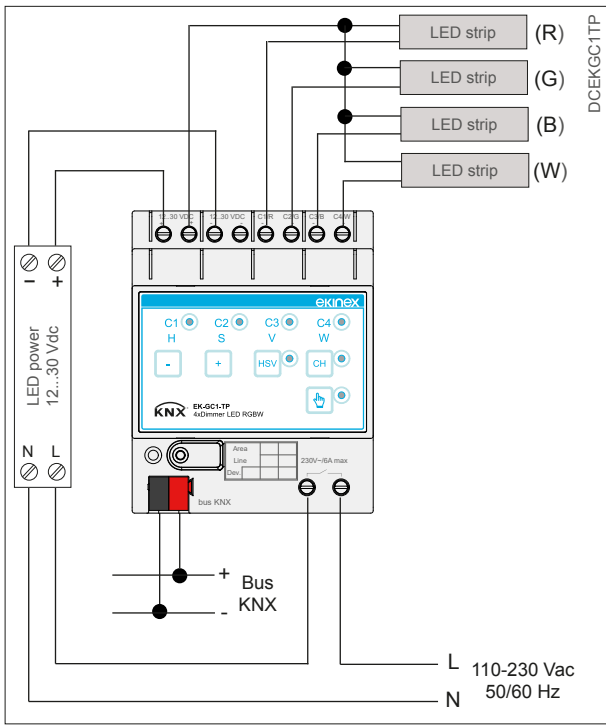 LED strip (R)
DCEKGC1TP
LED strip (G)
LED strip (B)
LED strip (W)
12...30 VDC 12...30 VDC C1/R C2/G C3/B C4/W
+ + - - - -
- +
LED power
12...30 Vdc
N L
ekinex
C1 C2 C3 C4
H S V W
- + HSV CH
KNX EK-GC1-TP
4xDimmer LED RGBW
Area
Line
Dev.
230V~/6A max
bus KNX
+
-
Bus
KNX
L
N
110-230 Vac
50/60 Hz